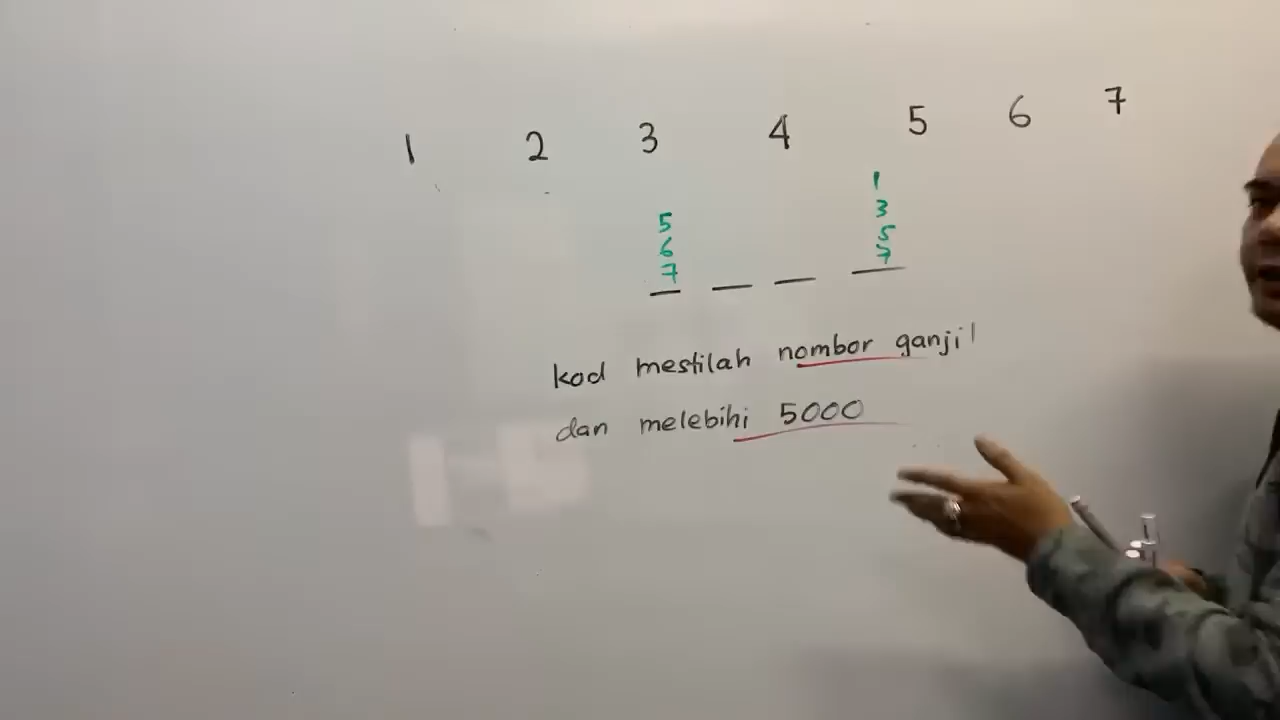 1 2 3 4 5 6 7
1
3
5
7
5
6
7
kod mestilah nombor ganjil
dan melebihi 5000